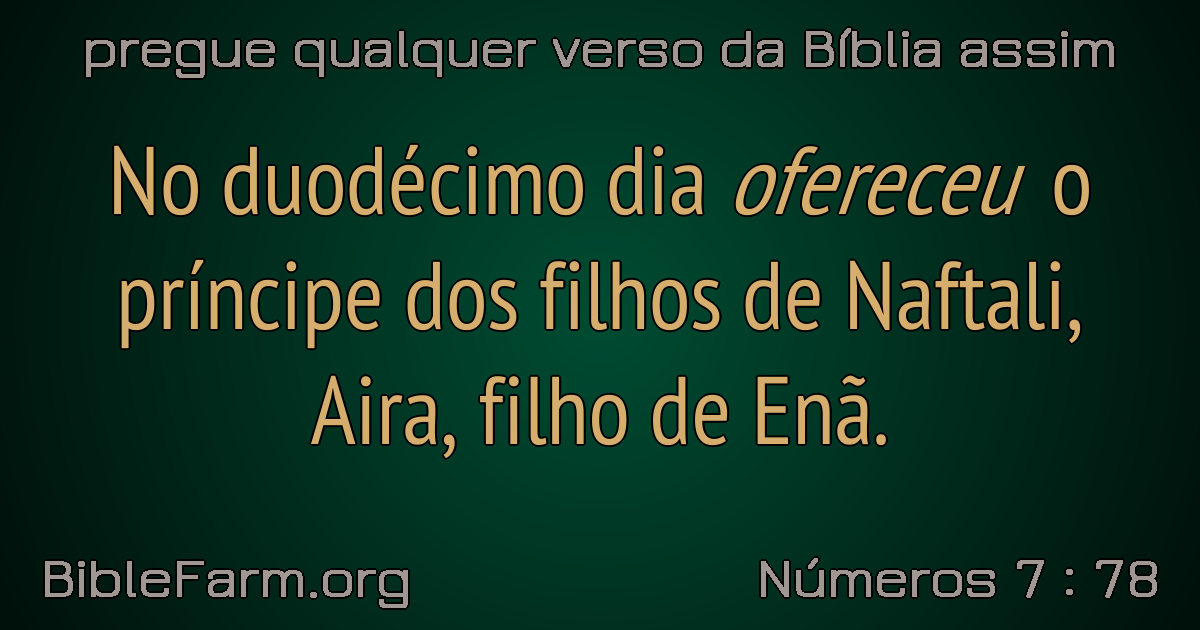 pregue qualquer verso da Bíblia assim
No duodécimo dia ofereceu o
príncipe dos filhos de Naftali,
Aira, filho de Enã.
BibleFarm.org
Números 7 : 78